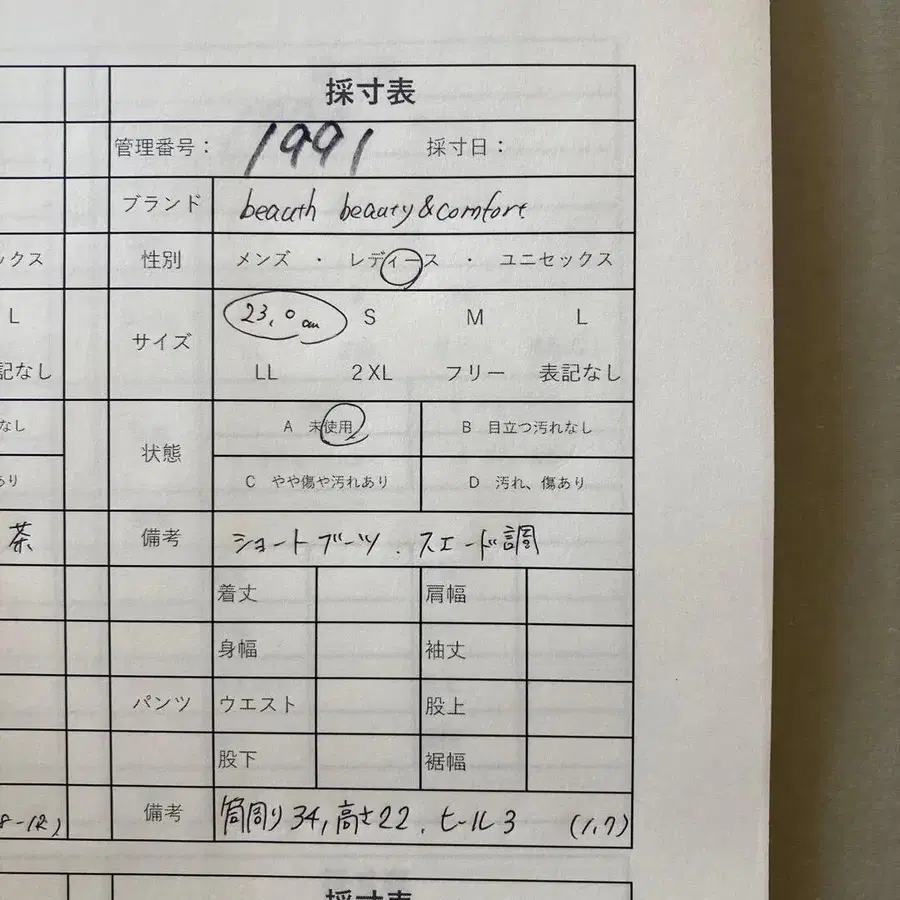 採寸表
管理番号： 1991 採寸日：
ブランド beauth beauty&comfort
ックス 性別 メンズ ・ レディース ・ ユニセックス
L サイズ 23.0cm S M L
記なし LL 2XL フリー 表記なし
なし 状態 A 未使用 B 目立つ汚れなし
あり C やや傷や汚れあり D 汚れ、傷あり
茶 備考 ショートブーツ. スエード調
着丈 肩幅
身幅 袖丈
パンツ ウエスト 股上
股下 裾幅
8-12) 備考 筒周り34, 高さ22. ヒール3 (1,7)
採寸表